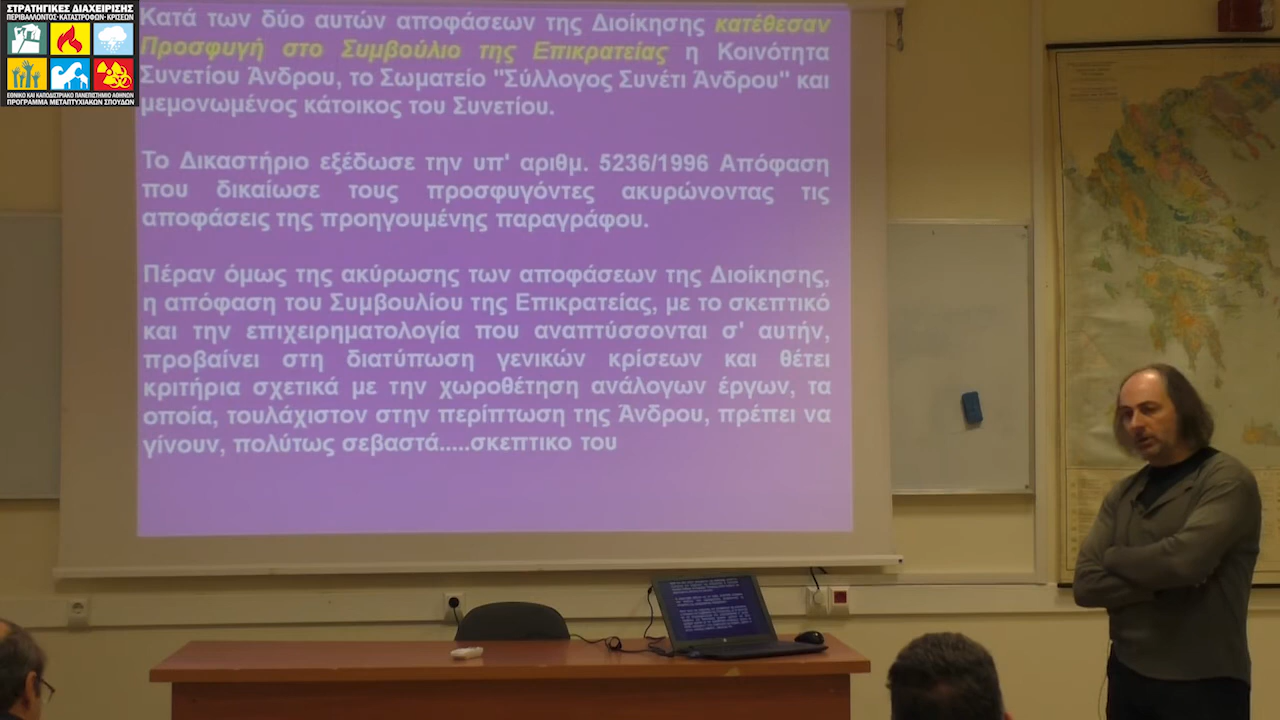 ΣΤΡΑΤΗΓΙΚΕΣ ΔΙΑΧΕΙΡΙΣΗΣ
ΠΕΡΙΒΑΛΛΟΝΤΟΣ·ΚΑΤΑΣΤΡΟΦΩΝ·ΚΡΙΣΕΩΝ
ΕΘΝΙΚΟ ΚΑΙ ΚΑΠΟΔΙΣΤΡΙΑΚΟ ΠΑΝΕΠΙΣΤΗΜΙΟ ΑΘΗΝΩΝ
ΠΡΟΓΡΑΜΜΑ ΜΕΤΑΠΤΥΧΙΑΚΩΝ ΣΠΟΥΔΩΝ
Κατά των δύο αυτών αποφάσεων της Διοίκησης κατέθεσαν
Προσφυγή στο Συμβούλιο της Επικρατείας η Κοινότητα
Συνετίου Άνδρου, το Σωματείο "Σύλλογος Συνέτι Άνδρου" και
μεμονωμένος κάτοικος του Συνετίου.
Το Δικαστήριο εξέδωσε την υπ' αριθμ. 5236/1996 Απόφαση
που δικαίωσε τους προσφυγόντες ακυρώνοντας τις
αποφάσεις της προηγουμένης παραγράφου.
Πέραν όμως της ακύρωσης των αποφάσεων της Διοίκησης,
η απόφαση του Συμβουλίου της Επικρατείας, με το σκεπτικό
και την επιχειρηματολογία που αναπτύσσονται σ' αυτήν,
προβαίνει στη διατύπωση γενικών κρίσεων και θέτει
κριτήρια σχετικά με την χωροθέτηση ανάλογων έργων, τα
οποία, τουλάχιστον στην περίπτωση της Άνδρου, πρέπει να
γίνουν, πολύτως σεβαστά.....σκεπτικο του